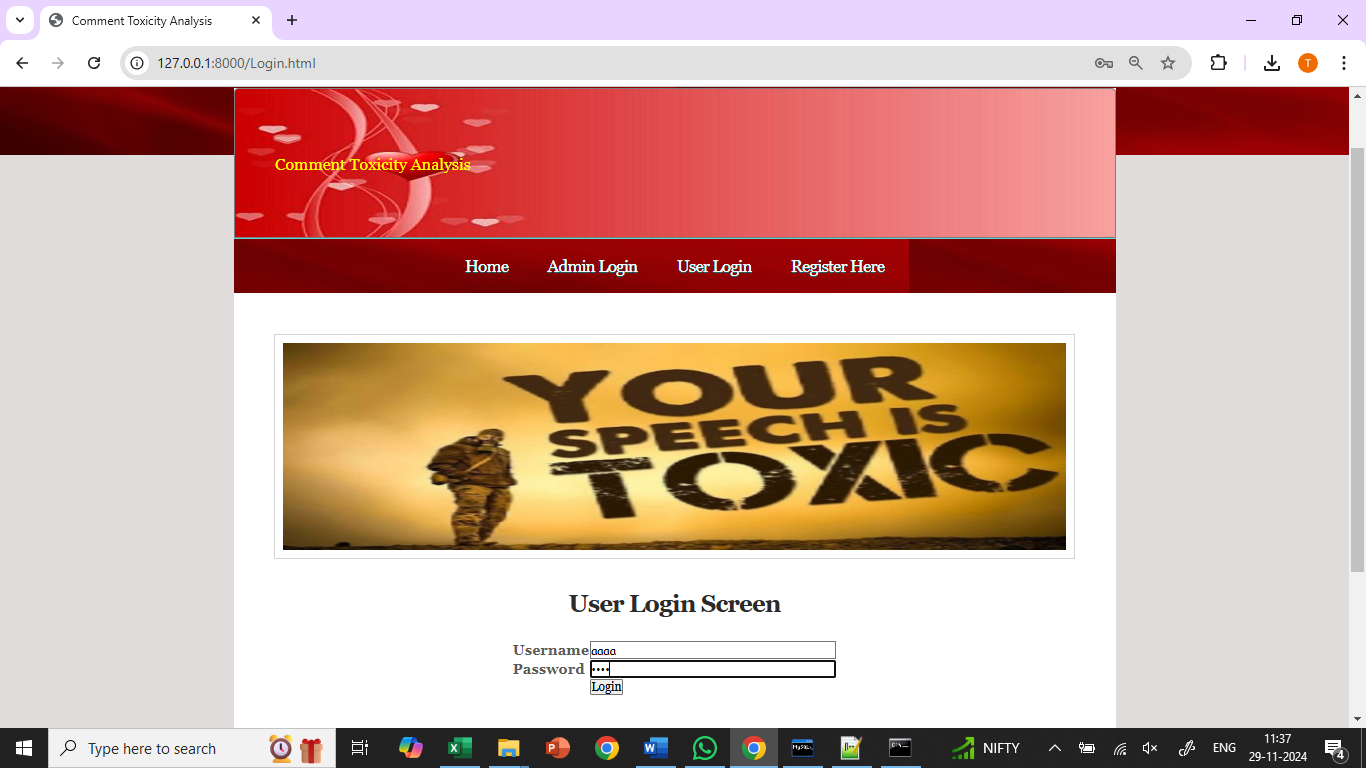 Comment Toxicity Analysis
127.0.0.1:8000/Login.html
T
Comment Toxicity Analysis
Home Admin Login User Login Register Here
YOUR
SPEECH IS
TOXIC
User Login Screen
Username aaaa
Password ••••
Login
Type here to search
NIFTY
ENG
11:37
29-11-2024
4